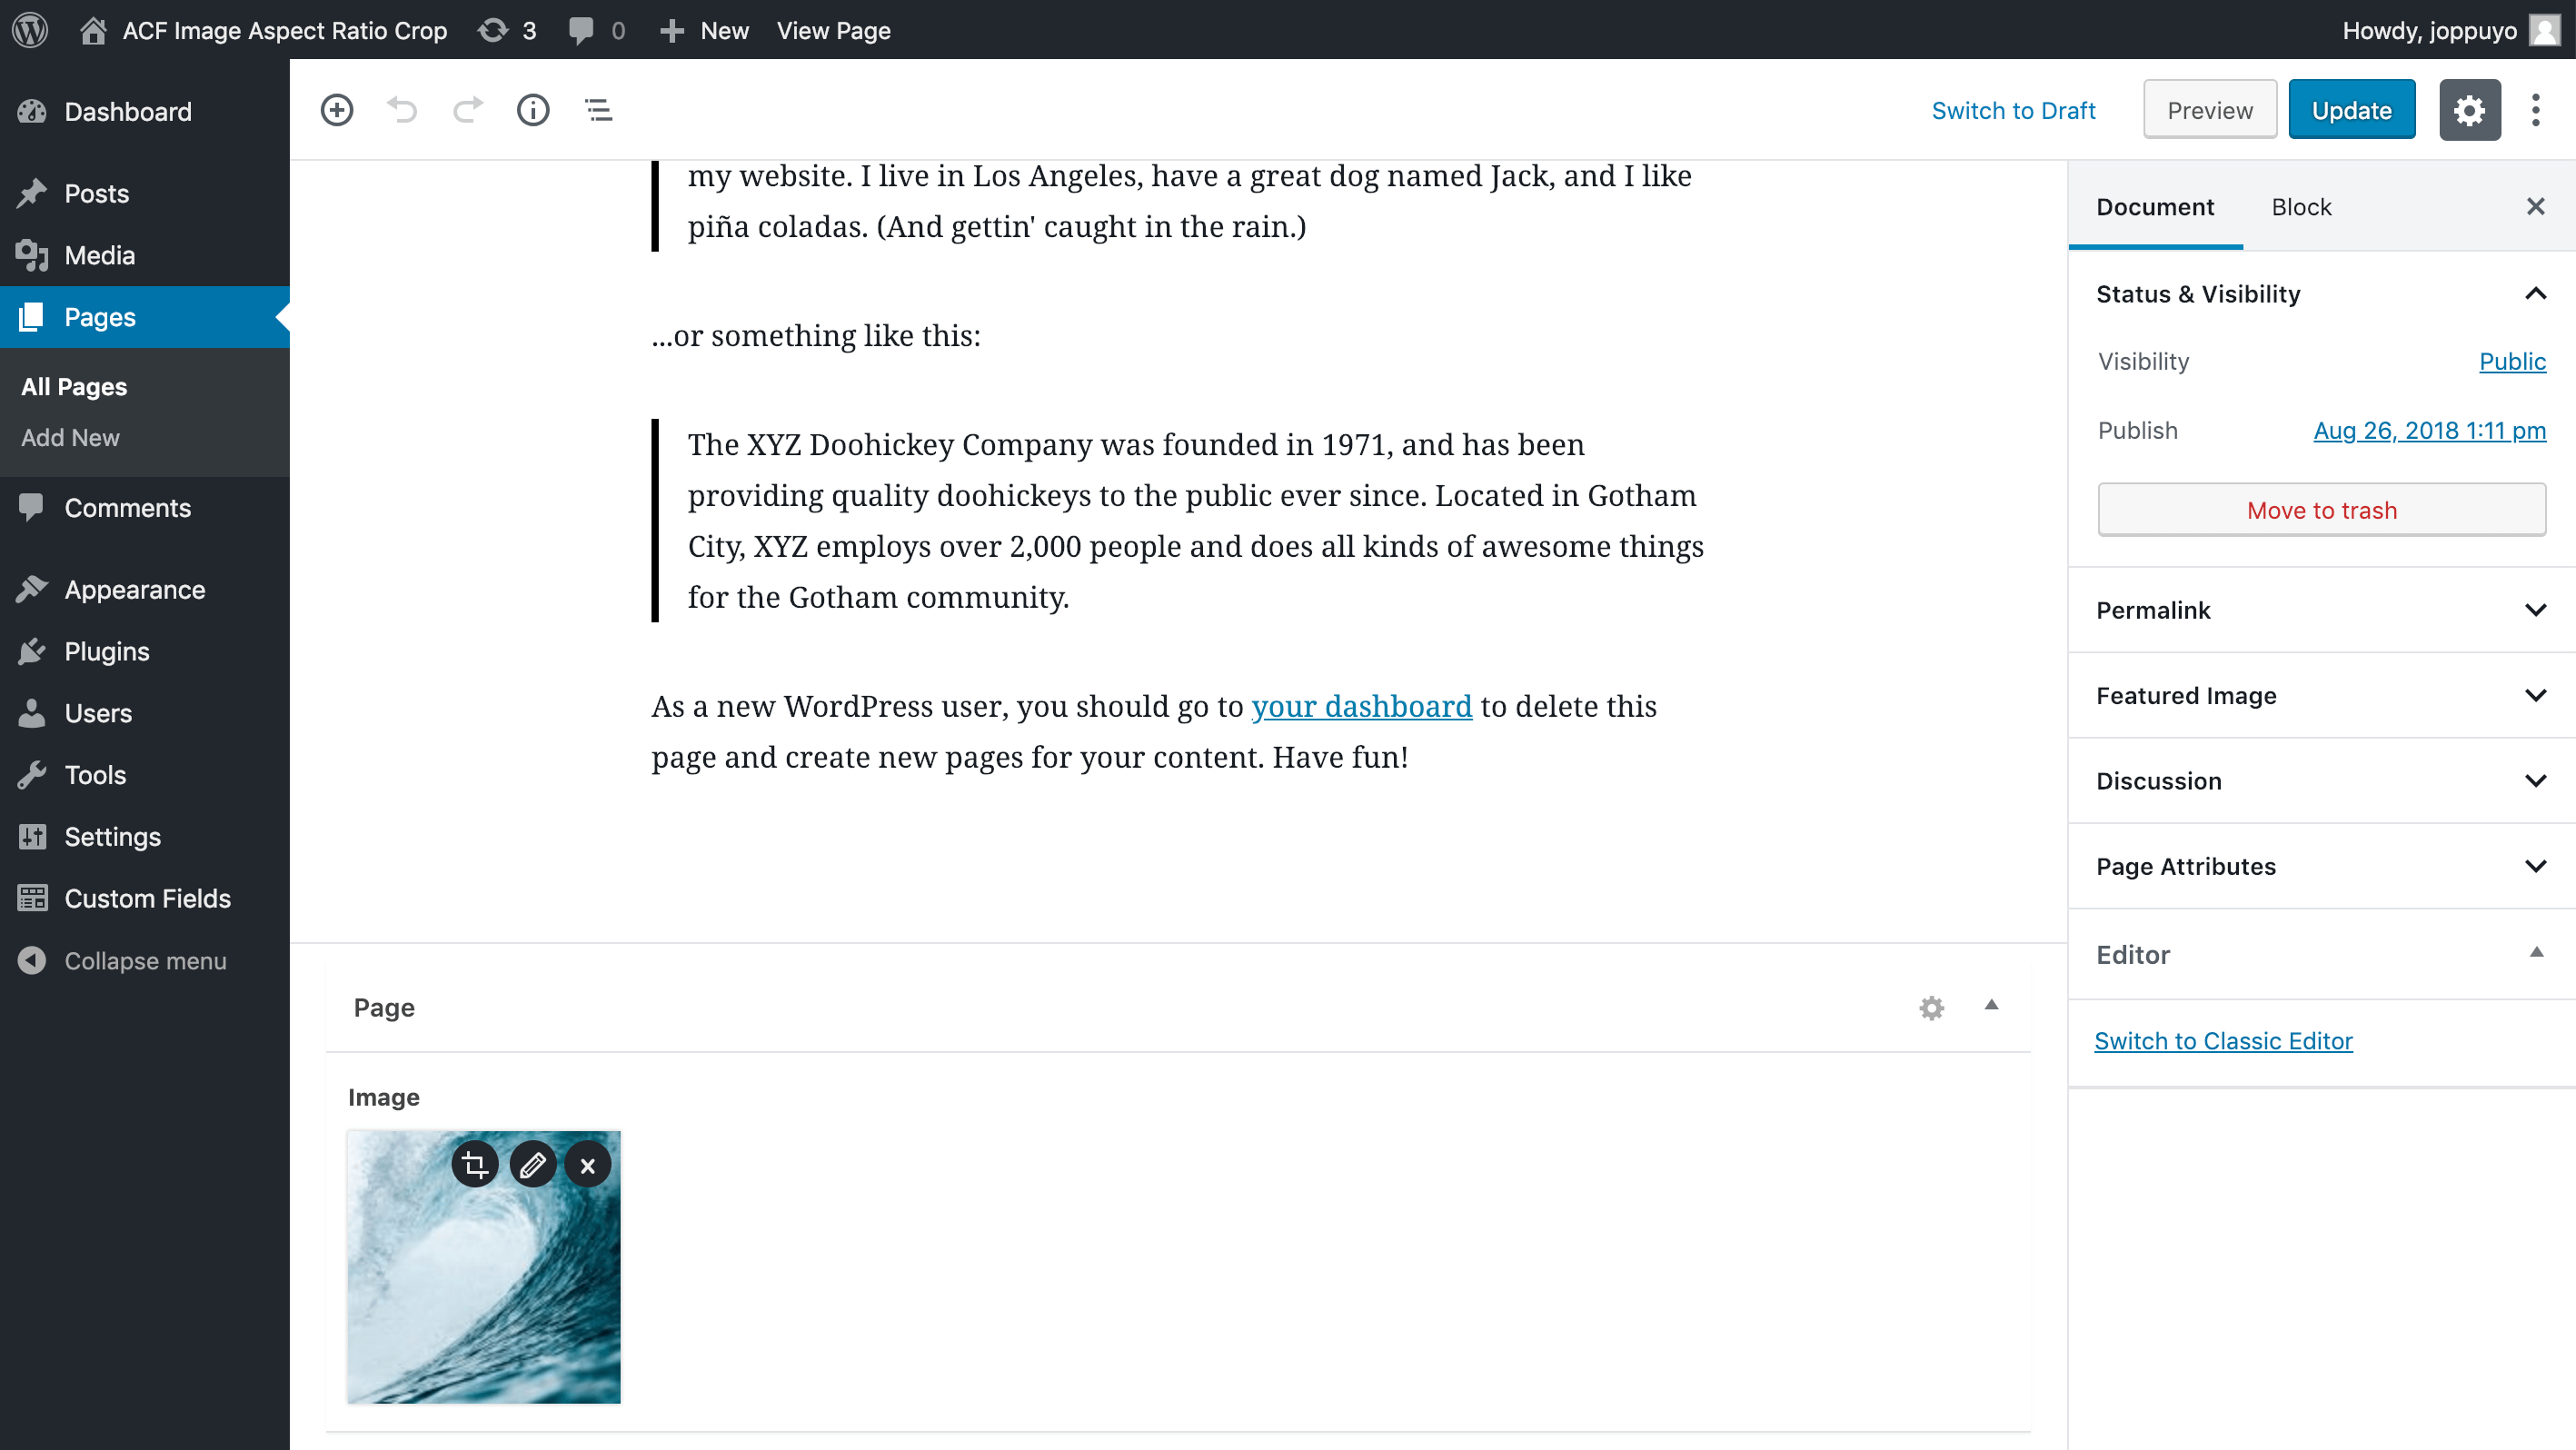 ACF Image Aspect Ratio Crop 3 0 New View Page Howdy, joppuyo
Dashboard
Posts
Media
Pages
All Pages
Add New
Comments
Appearance
Plugins
Users
Tools
Settings
Custom Fields
Collapse menu
Switch to Draft Preview Update
my website. I live in Los Angeles, have a great dog named Jack, and I like
piña coladas. (And gettin' caught in the rain.)
...or something like this:
The XYZ Doohickey Company was founded in 1971, and has been
providing quality doohickeys to the public ever since. Located in Gotham
City, XYZ employs over 2,000 people and does all kinds of awesome things
for the Gotham community.
As a new WordPress user, you should go to your dashboard to delete this
page and create new pages for your content. Have fun!
Page
Image
Document Block
Status & Visibility
Visibility Public
Publish Aug 26, 2018 1:11 pm
Move to trash
Permalink
Featured Image
Discussion
Page Attributes
Editor
Switch to Classic Editor